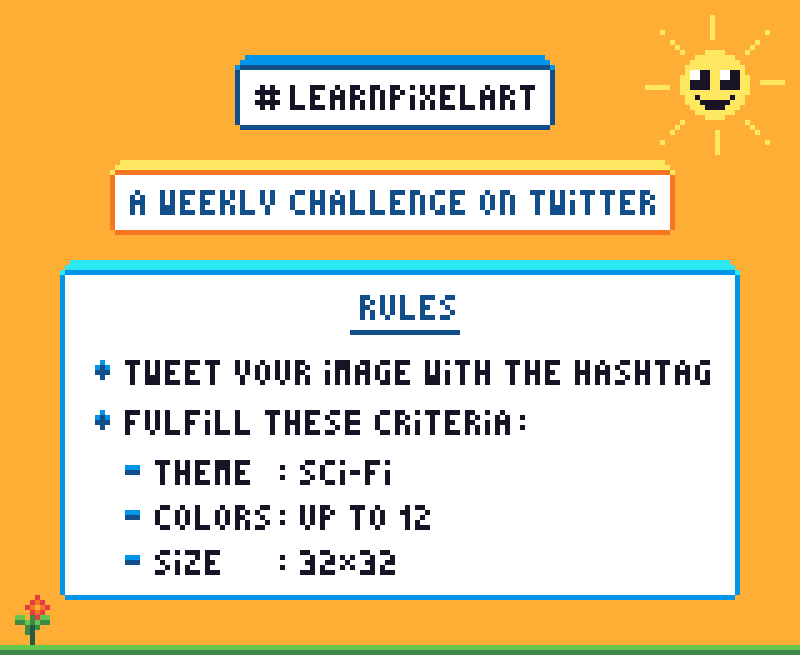 #LEARNPiXELART
A WEEKLY CHALLENGE ON TWiTTER
RULES
TWEET YOUR iMAGE WiTH THE HASHTAG
FULFiLL THESE CRiTERiA:
- THEME : SCi-Fi
- COLORS: UP TO 12
- SiZE : 32×32